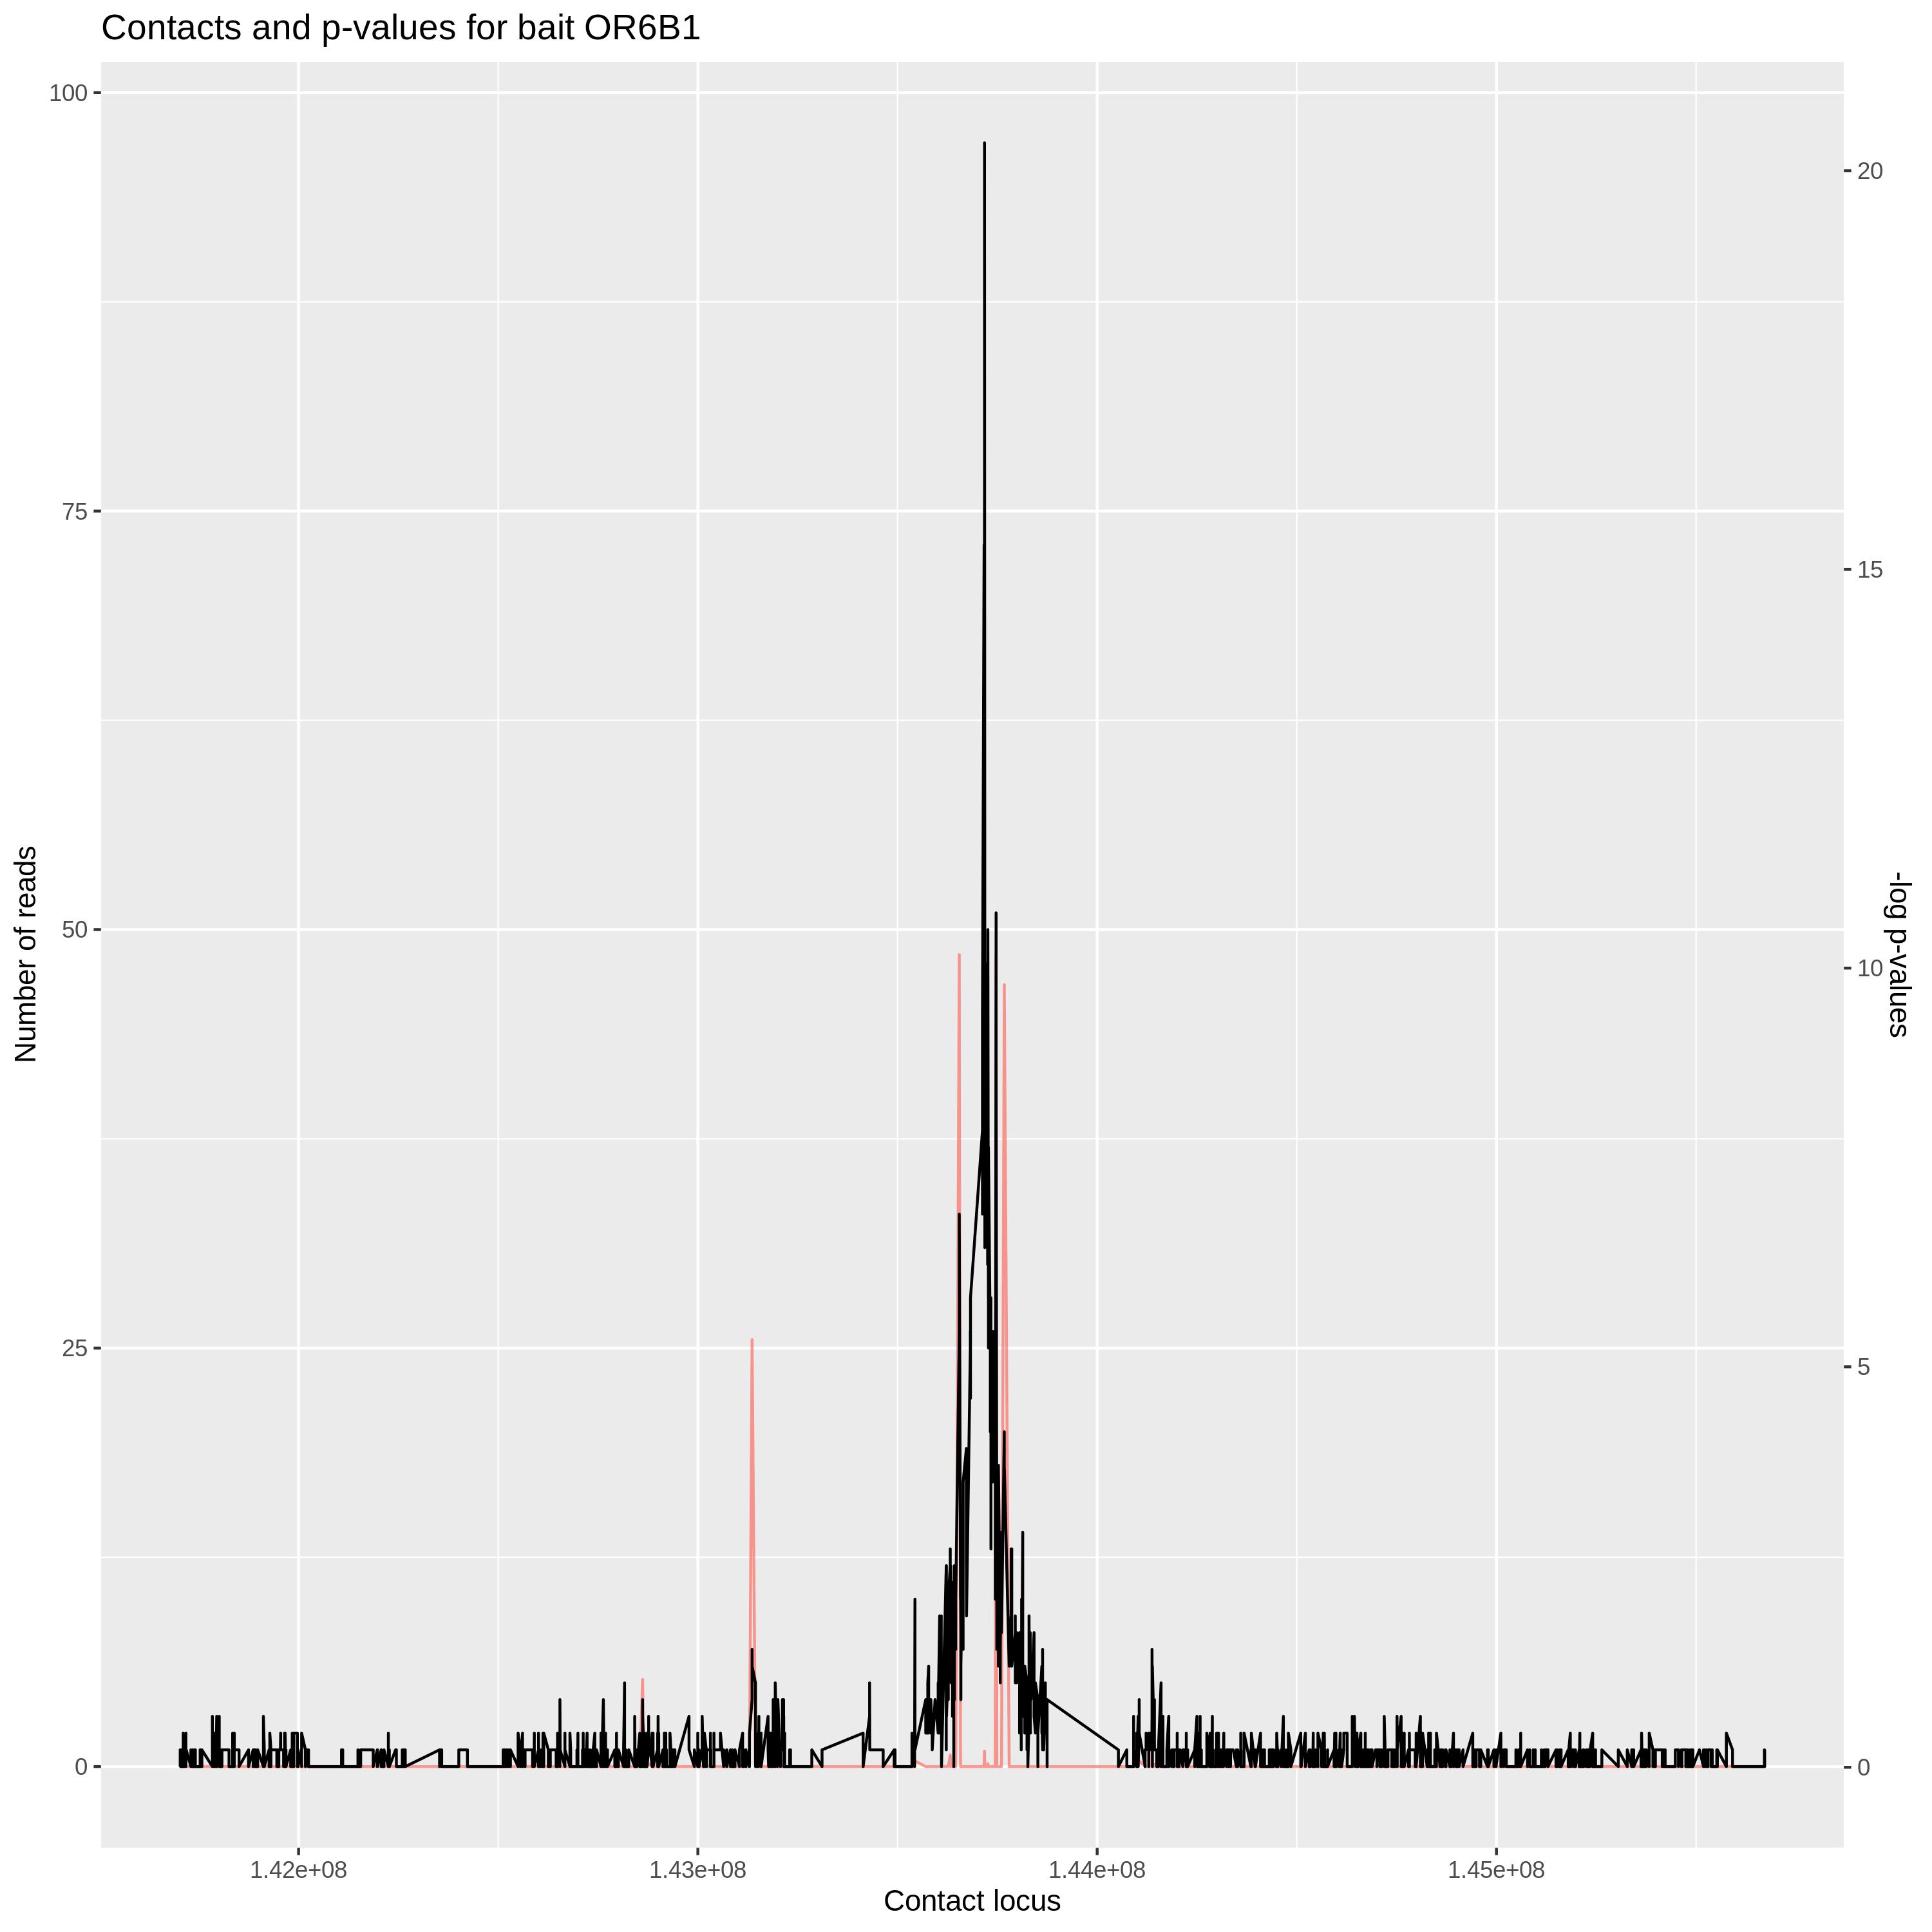 Contacts and p-values for bait OR6B1
100
75
50
25
0
Number of reads
20
15
10
5
0
-log p-values
1.42e+08
1.43e+08
1.44e+08
1.45e+08
Contact locus